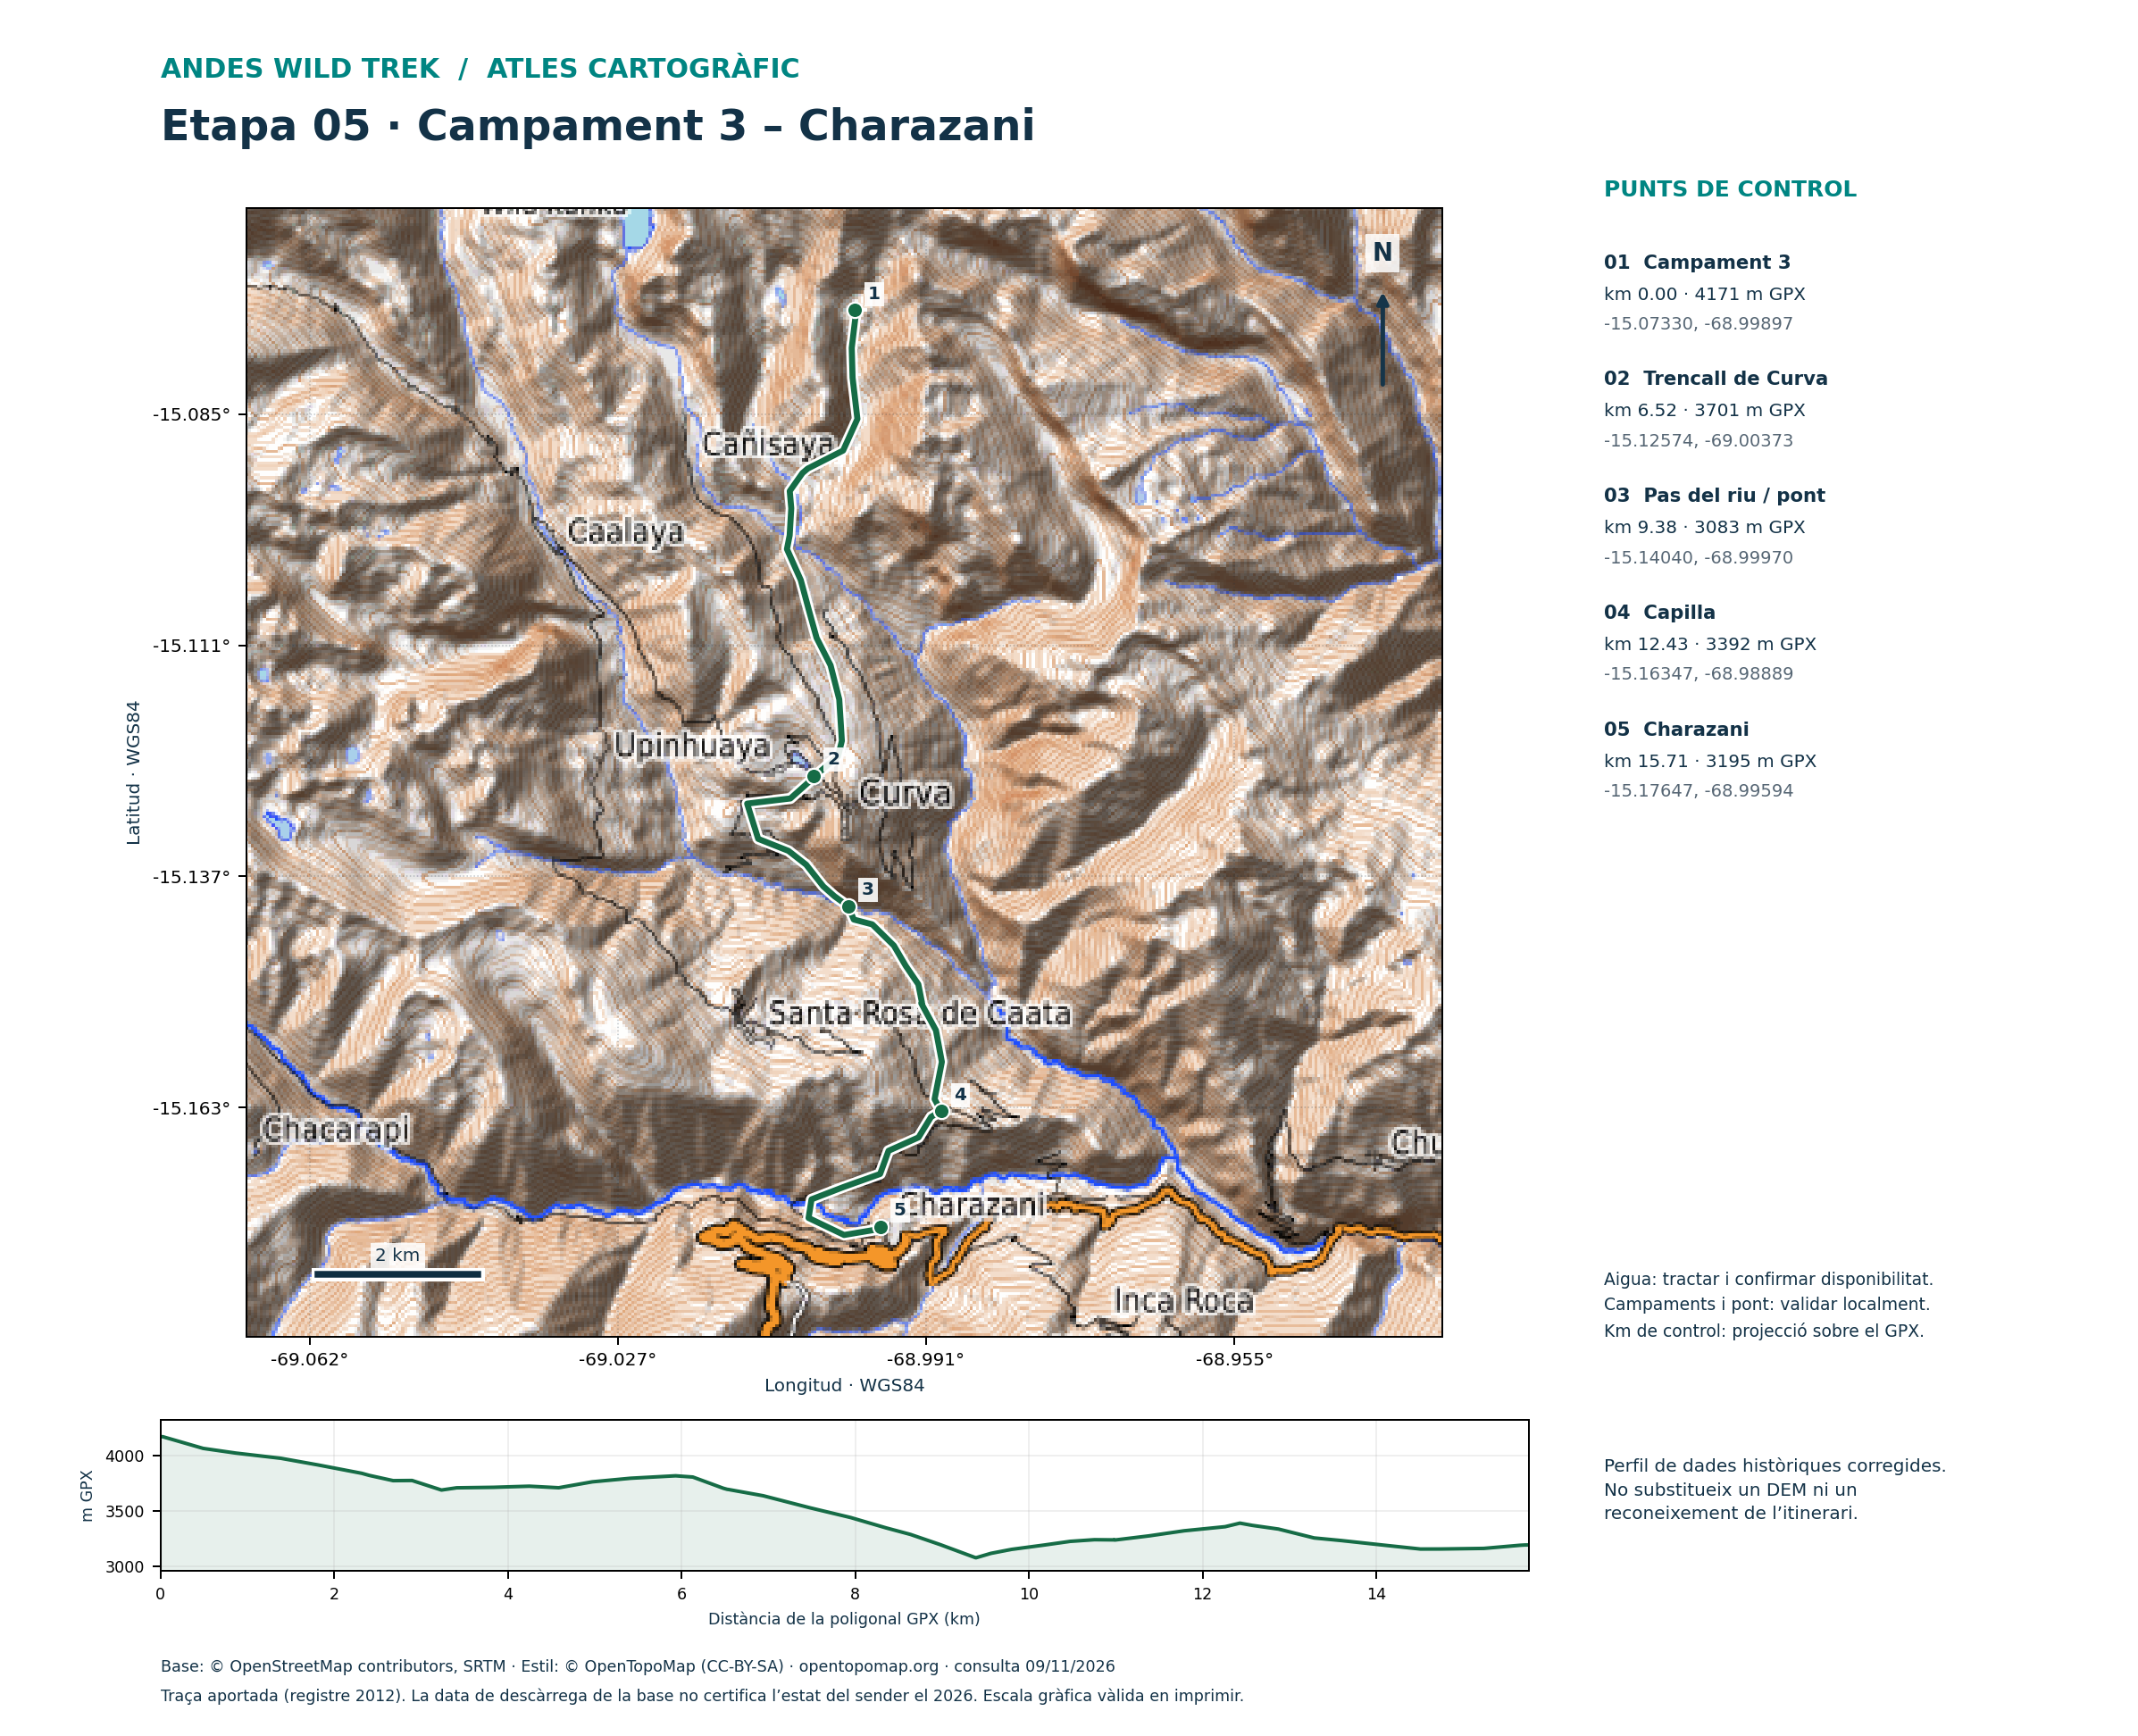 ANDES WILD TREK / ATLES CARTOGRÀFIC
Etapa 05 · Campament 3 – Charazani
PUNTS DE CONTROL
01 Campament 3
km 0.00 · 4171 m GPX
-15.07330, -68.99897
02 Trencall de Curva
km 6.52 · 3701 m GPX
-15.12574, -69.00373
03 Pas del riu / pont
km 9.38 · 3083 m GPX
-15.14040, -68.99970
04 Capilla
km 12.43 · 3392 m GPX
-15.16347, -68.98889
05 Charazani
km 15.71 · 3195 m GPX
-15.17647, -68.99594
N
1
Cañisaya
Caalaya
Upinhuaya
2
Curva
3
Santa Rosa de Caata
4
Chacarapi
Chu
5
Charazani
2 km
Inca Roca
-15.085°
-15.111°
-15.137°
-15.163°
Latitud · WGS84
-69.062°
-69.027°
-68.991°
-68.955°
Longitud · WGS84
Aigua: tractar i confirmar disponibilitat.
Campaments i pont: validar localment.
Km de control: projecció sobre el GPX.
4000
3500
3000
m GPX
0
2
4
6
8
10
12
14
Distància de la poligonal GPX (km)
Perfil de dades històriques corregides.
No substitueix un DEM ni un
reconeixement de l’itinerari.
Base: © OpenStreetMap contributors, SRTM · Estil: © OpenTopoMap (CC-BY-SA) · opentopomap.org · consulta 09/11/2026
Traça aportada (registre 2012). La data de descàrrega de la base no certifica l’estat del sender el 2026. Escala gràfica vàlida en imprimir.